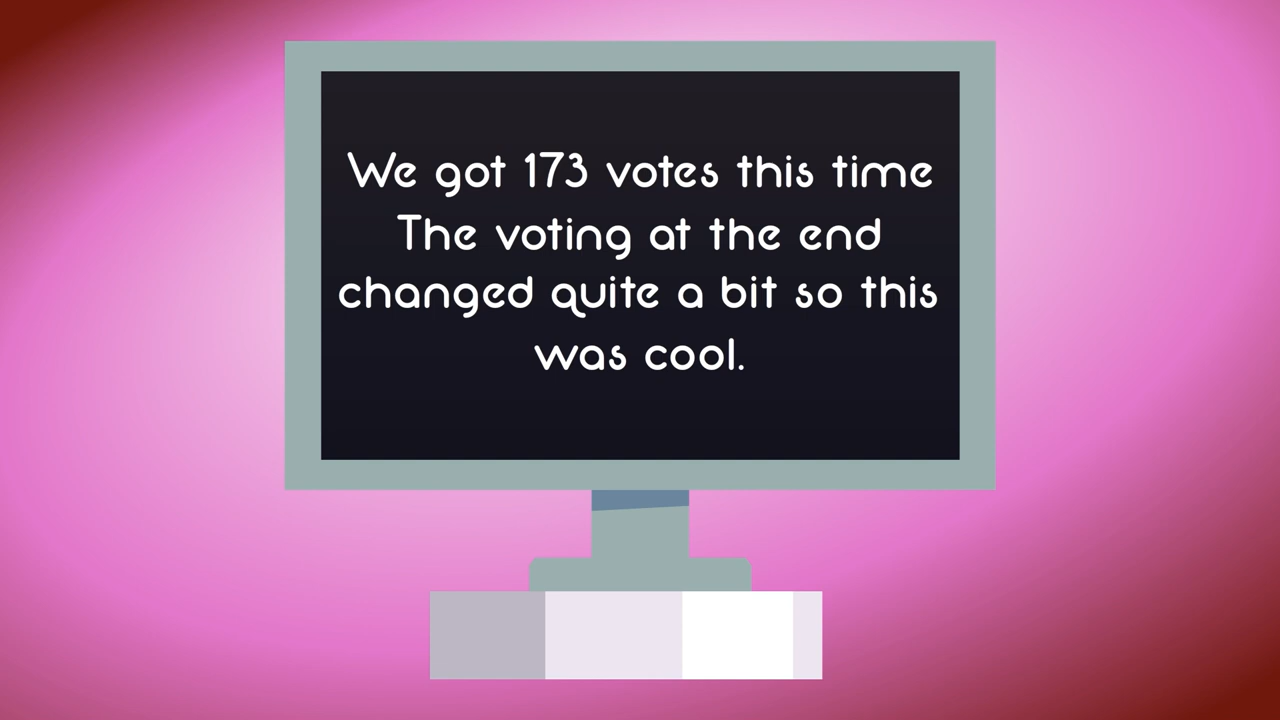 We got 173 votes this time
The voting at the end
changed quite a bit so this
was cool.